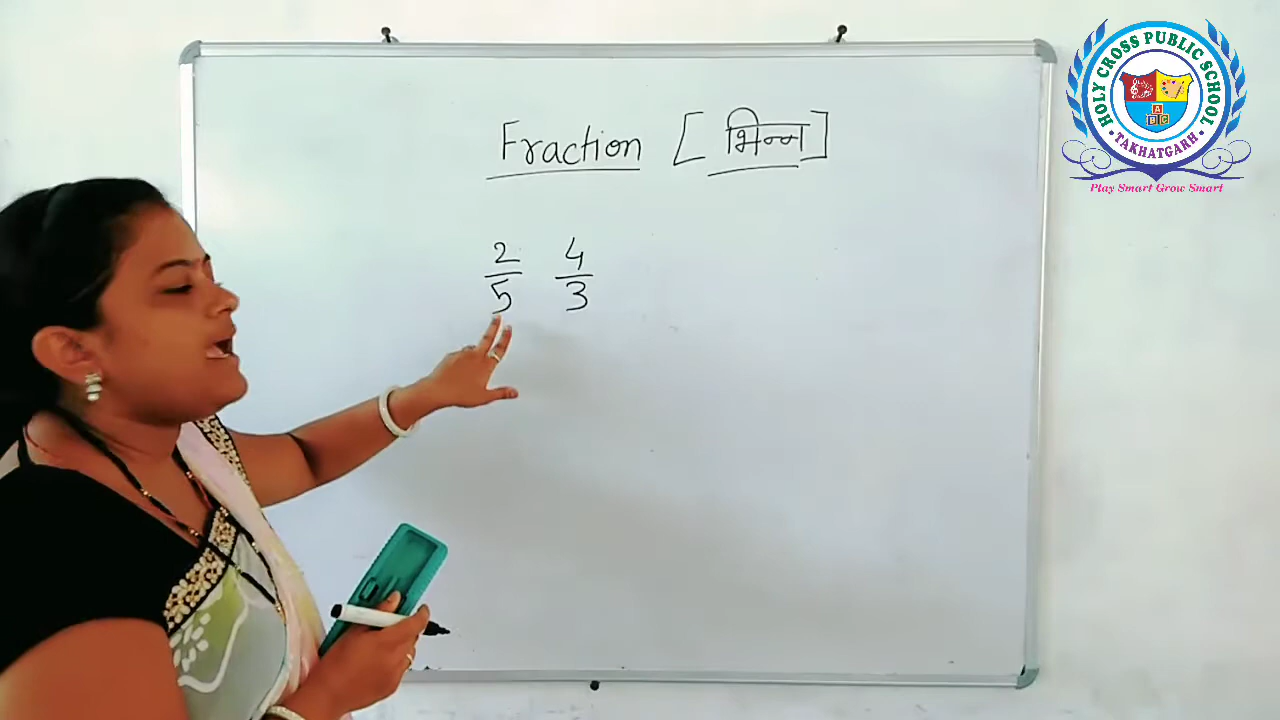 Fraction [ भिन्न ]
2/5 4/3
HOLY CROSS PUBLIC SCHOOL
A
B C
• TAKHATGARH •
Play Smart Grow Smart